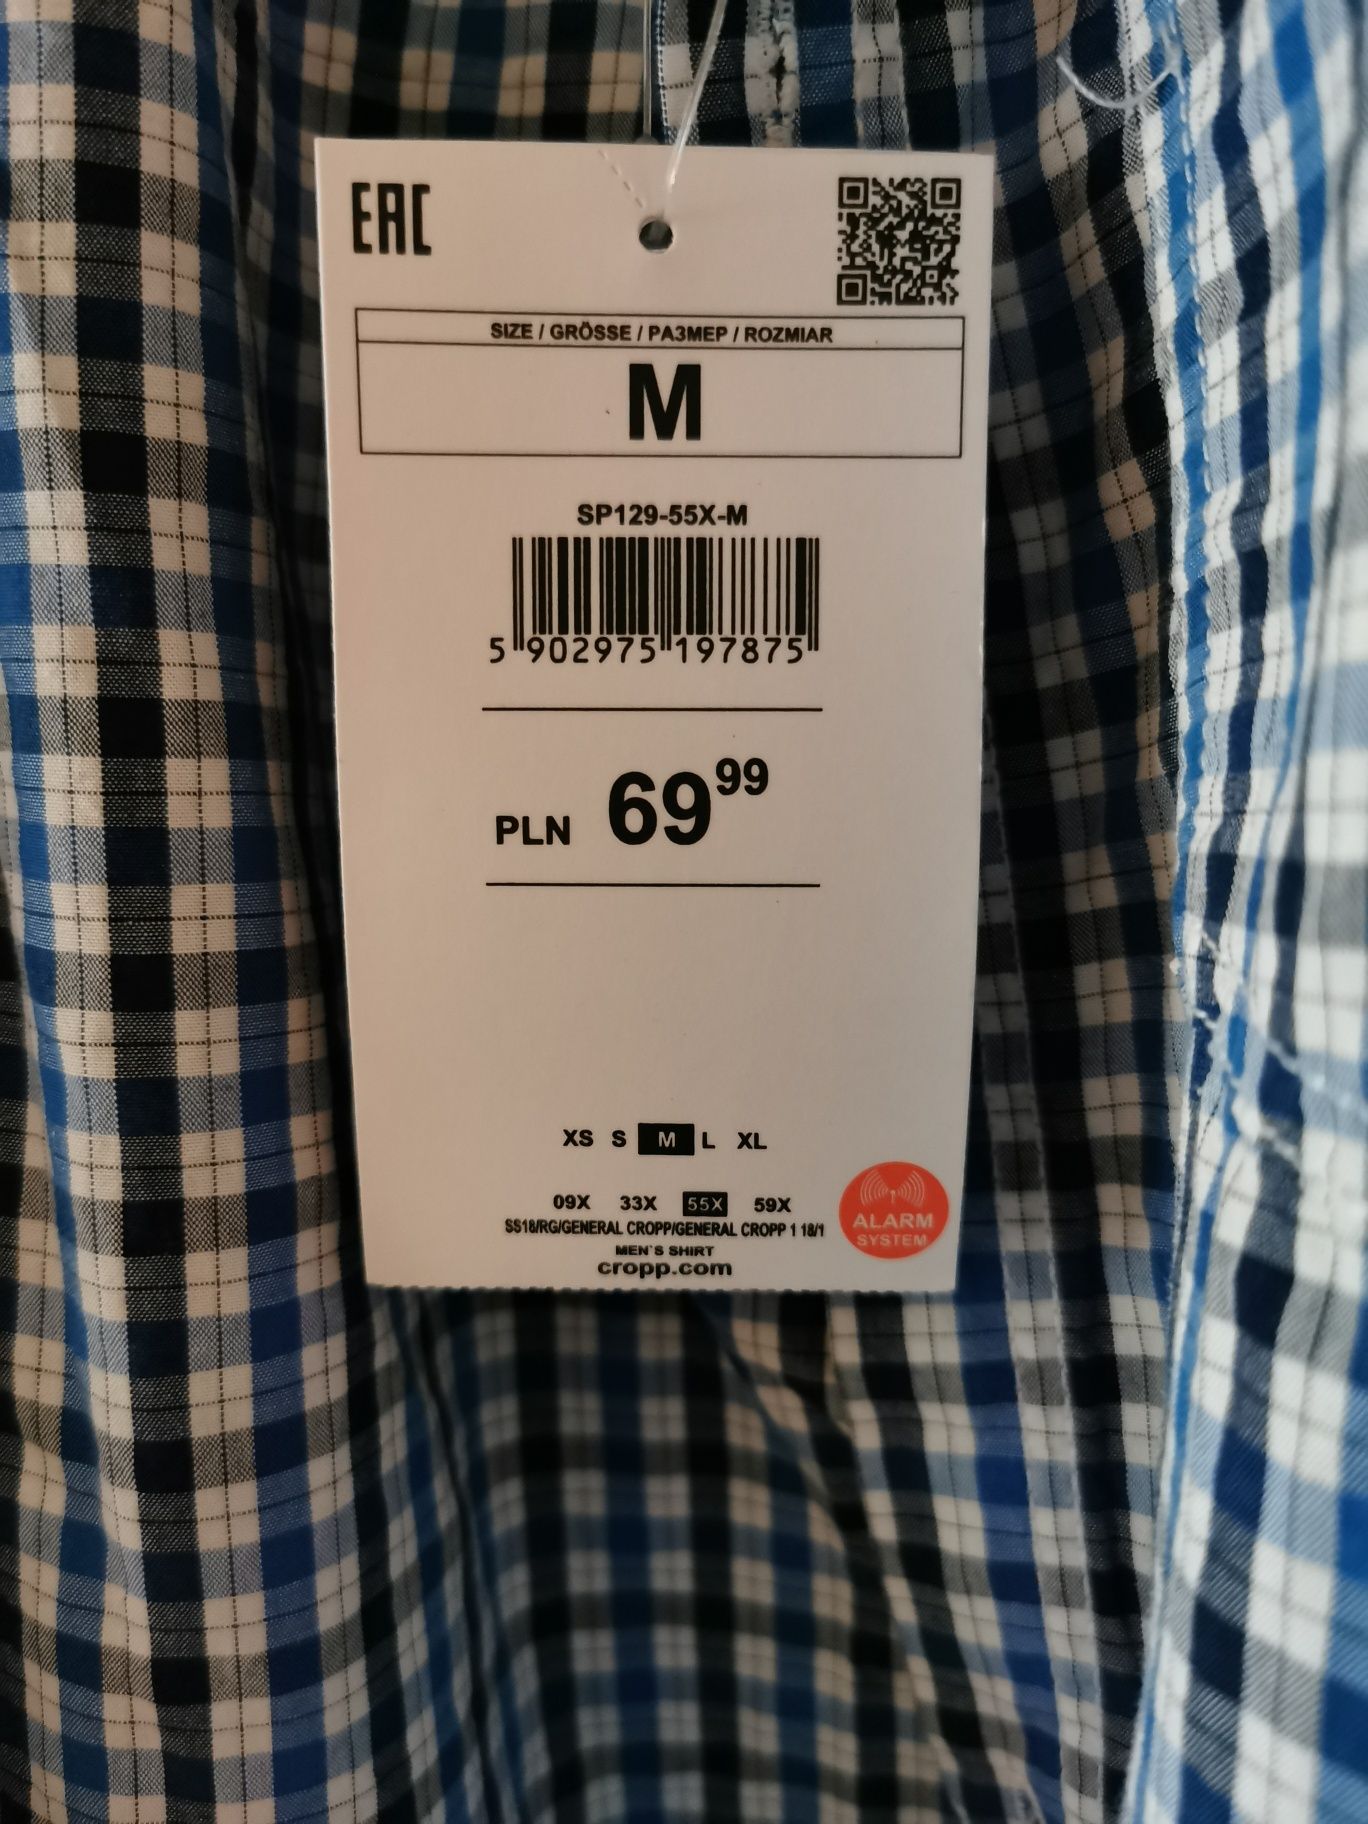 EAC
SIZE / GRÖSSE / РАЗМЕР / ROZMIAR
M
SP129-55X-M
5 902975 197875
PLN 69 99
XS S M L XL
09X 33X 55X 59X
SS18/RG/GENERAL CROPP/GENERAL CROPP 1 18/1
MEN`S SHIRT
cropp.com
ALARM
SYSTEM